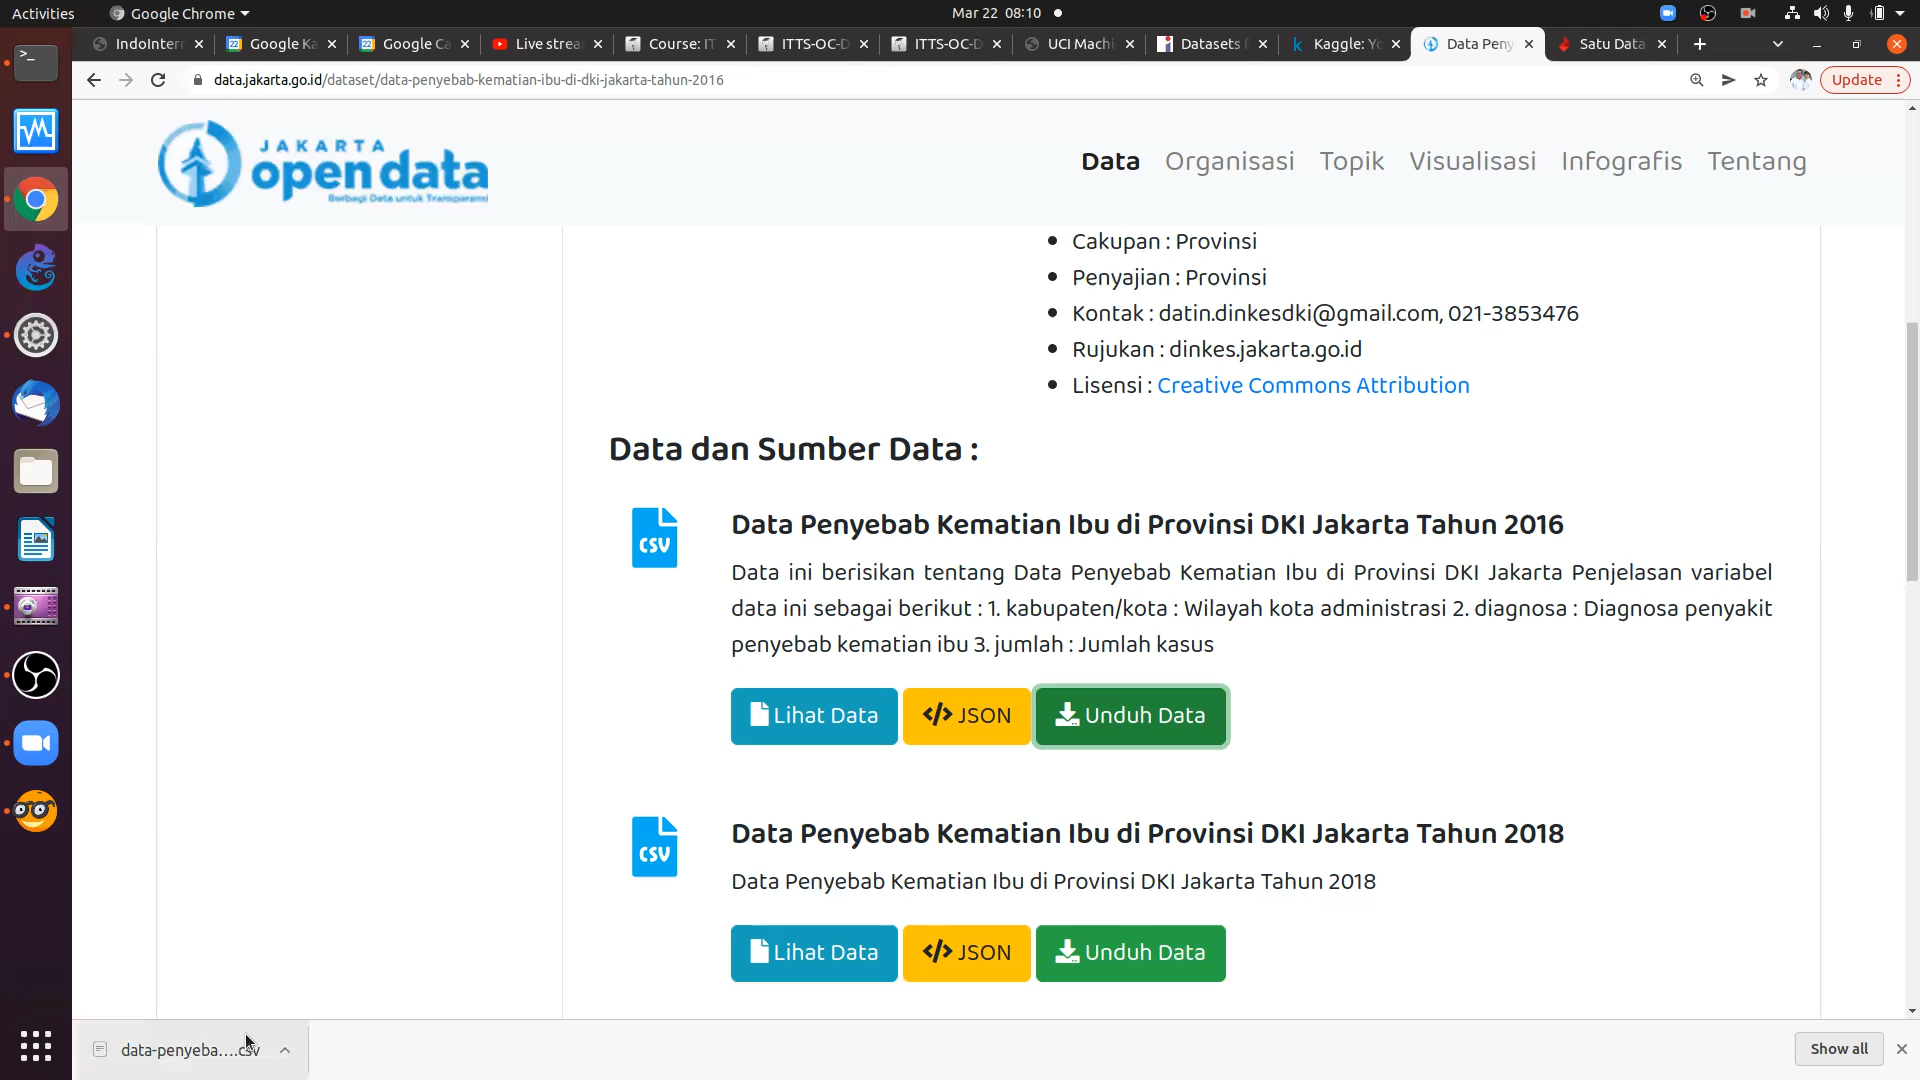 Activities
Google Chrome
Mar 22 08:10
IndoInter
Google Ka
Google Ca
Live strea
Course: IT
ITTS-OC-D
ITTS-OC-D
UCI Machi
Datasets
Kaggle: Yo
Data Peny
Satu Data
data.jakarta.go.id/dataset/data-penyebab-kematian-ibu-di-dki-jakarta-tahun-2016
Update
JAKARTA
open data
Berbagi Data untuk Transparansi
Data
Organisasi
Topik
Visualisasi
Infografis
Tentang
Cakupan : Provinsi
Penyajian : Provinsi
Kontak : datin.dinkesdki@gmail.com, 021-3853476
Rujukan : dinkes.jakarta.go.id
Lisensi : Creative Commons Attribution
Data dan Sumber Data :
CSV
Data Penyebab Kematian Ibu di Provinsi DKI Jakarta Tahun 2016
Data ini berisikan tentang Data Penyebab Kematian Ibu di Provinsi DKI Jakarta Penjelasan variabel
data ini sebagai berikut : 1. kabupaten/kota : Wilayah kota administrasi 2. diagnosa : Diagnosa penyakit
penyebab kematian ibu 3. jumlah : Jumlah kasus
Lihat Data
JSON
Unduh Data
CSV
Data Penyebab Kematian Ibu di Provinsi DKI Jakarta Tahun 2018
Data Penyebab Kematian Ibu di Provinsi DKI Jakarta Tahun 2018
Lihat Data
JSON
Unduh Data
data-penyeba....csv
Show all